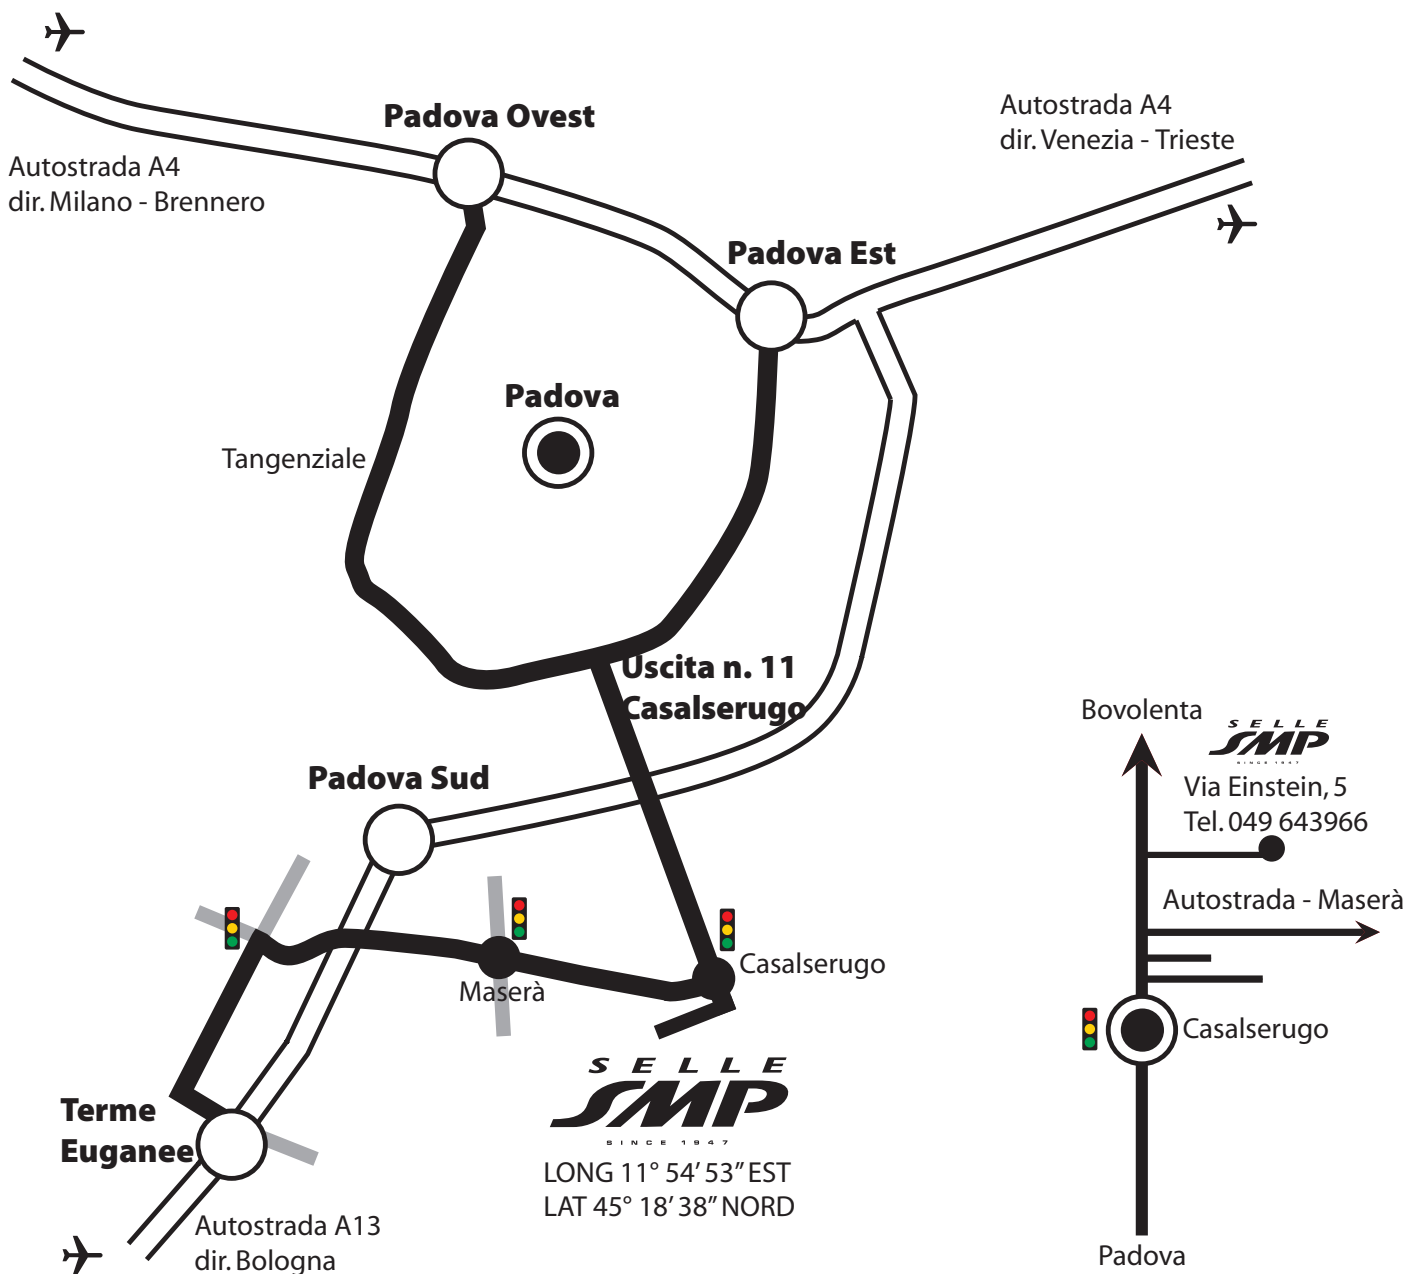 Padova Ovest
Autostrada A4
dir. Venezia - Trieste
Autostrada A4
dir. Milano - Brennero
Padova Est
Padova
Tangenziale
Uscita n. 11
Casalserugo
Padova Sud
Casalserugo
Maserà
Terme
Euganee
SELLE
SMP
SINCE 1947
LONG 11° 54’ 53” EST
LAT 45° 18’ 38” NORD
Autostrada A13
dir. Bologna
Bovolenta
SELLE
SMP
SINCE 1947
Via Einstein, 5
Tel. 049 643966
Autostrada - Maserà
Casalserugo
Padova